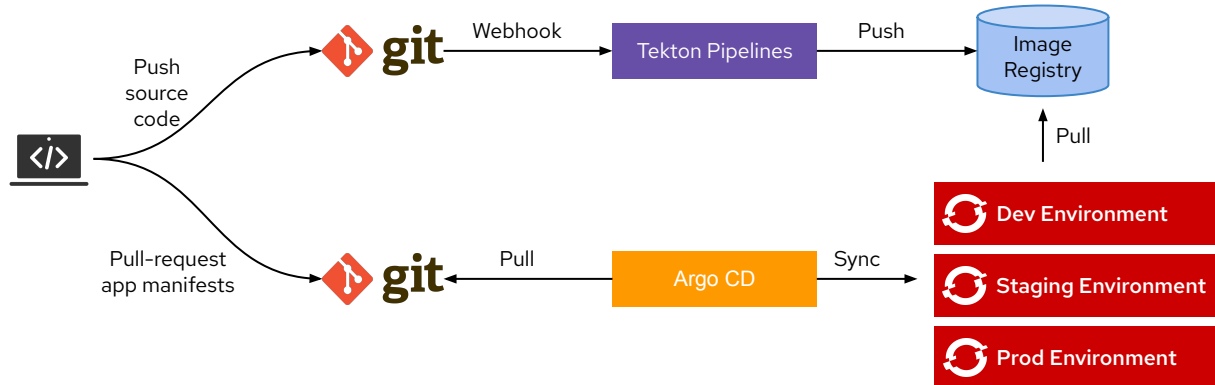 git
Webhook
Tekton Pipelines
Push
Image
Registry
Push
source
code
Pull
</>
Dev Environment
Pull-request
app manifests
git
Pull
Argo CD
Sync
Staging Environment
Prod Environment